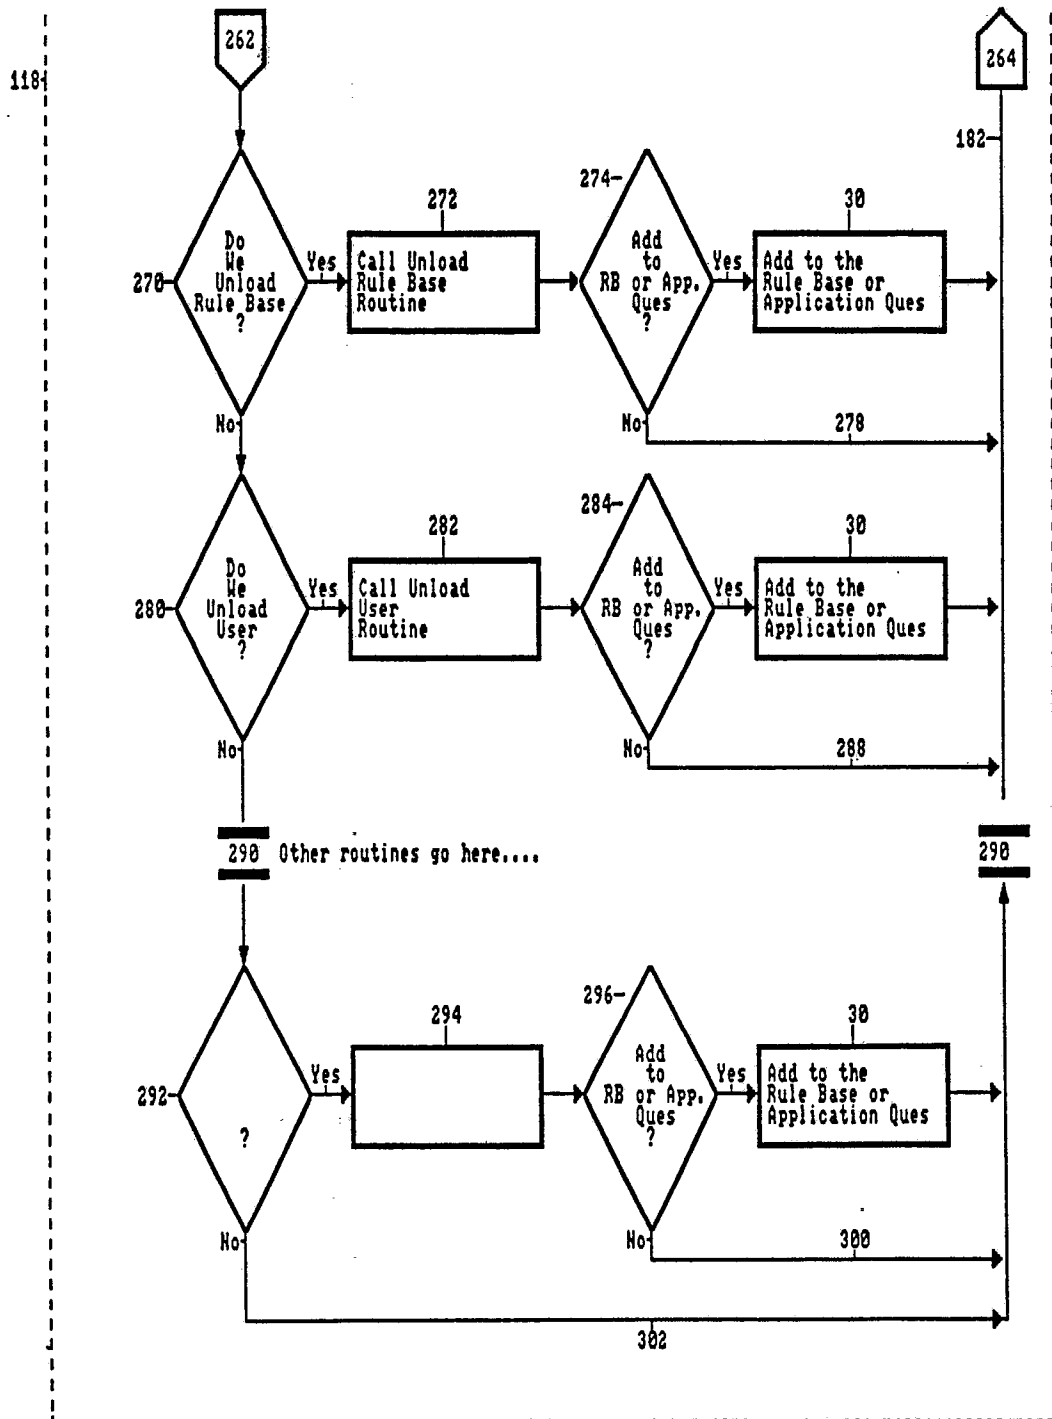 262
264
118
182
274
272
30
Do
We
Unload
Rule Base
?
270
Yes
Call Unload
Rule Base
Routine
Add
to
RB or App.
Ques
?
Yes
Add to the
Rule Base or
Application Ques
No
No
278
284
282
30
Do
We
Unload
User
?
280
Yes
Call Unload
User
Routine
Add
to
RB or App.
Ques
?
Yes
Add to the
Rule Base or
Application Ques
No
No
288
290 Other routines go here....
290
296
294
30
292
?
Yes
Add
to
RB or App.
Ques
?
Yes
Add to the
Rule Base or
Application Ques
No
No
300
302